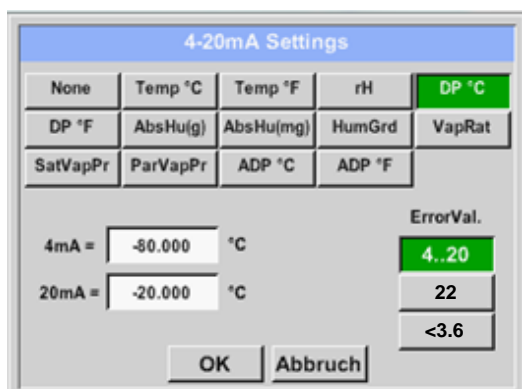 4-20mA Settings
None Temp °C Temp °F rH DP °C
DP °F AbsHu(g) AbsHu(mg) HumGrd VapRat
SatVapPr ParVapPr ADP °C ADP °F
ErrorVal.
4mA = -80.000 °C 4..20
20mA = -20.000 °C 22
<3.6
OK Abbruch